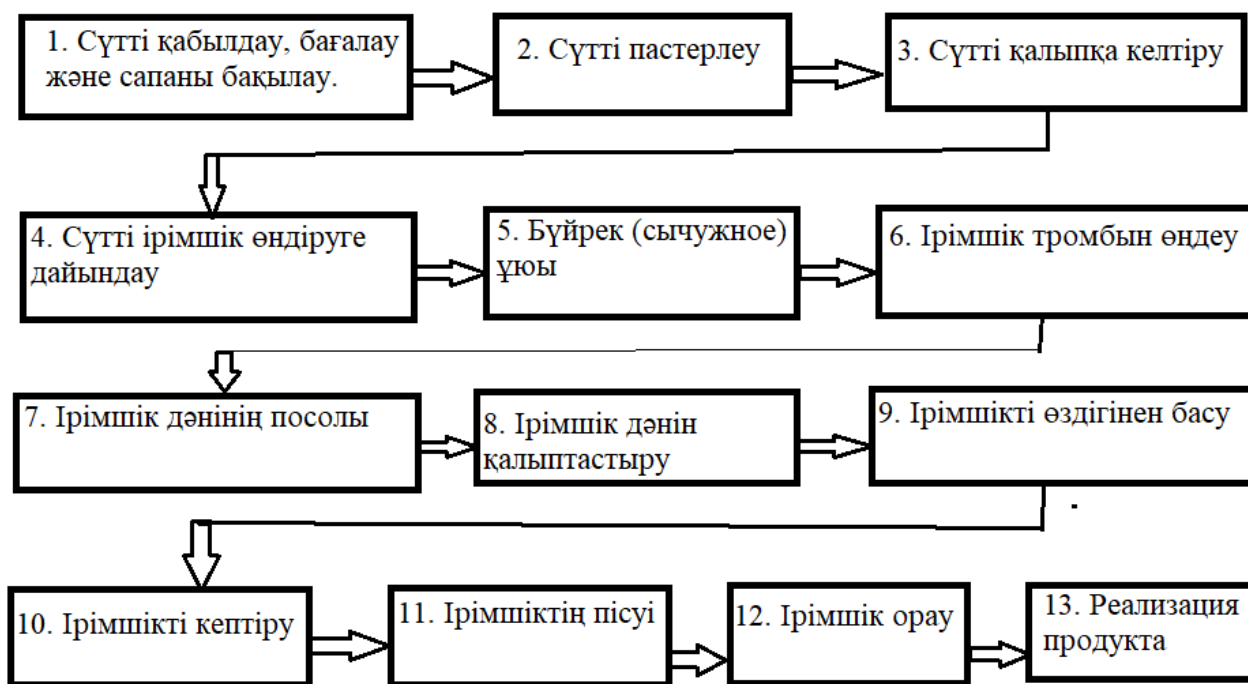 1. Сүтті қабылдау, бағалау
және сапаны бақылау.
2. Сүтті пастерлеу
3. Сүтті қалыпқа келтіру
4. Сүтті ірімшік өндіруге
дайындау
5. Бүйрек (сычужное)
ұюы
6. Ірімшік тромбын өңдеу
7. Ірімшік дәнінің посолы
8. Ірімшік дәнін
қалыптастыру
9. Ірімшікті өздігінен басу
10. Ірімшікті кептіру
11. Ірімшіктің пісуі
12. Ірімшік орау
13. Реализация
продукта